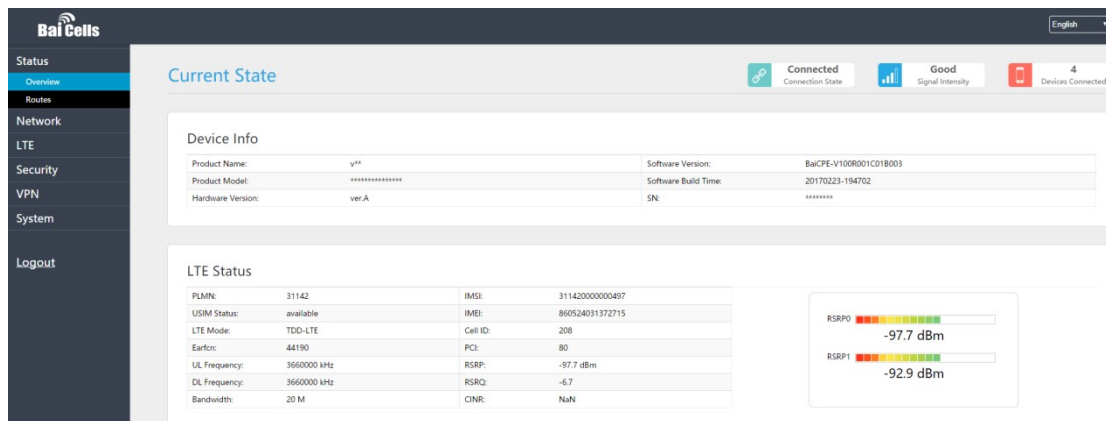 BaiCells
English
Status
Overview
Routes
Network
LTE
Security
VPN
System
Logout
Current State
Connected
Connection State
Good
Signal Intensity
4
Devices Connected
Device Info
Product Name: v** Software Version: BaiCPE-V100R001C01B003
Product Model: *************** Software Build Time: 20170223-194702
Hardware Version: ver.A SN: ********
LTE Status
PLMN: 31142 IMSI: 311420000000497
USIM Status: available IMEI: 860524031372715
LTE Mode: TDD-LTE Cell ID: 208
Earfcn: 44190 PCI: 80
UL Frequency: 3660000 kHz RSRP: -97.7 dBm
DL Frequency: 3660000 kHz RSRQ: -6.7
Bandwidth: 20 M CINR: NaN
RSRP0
-97.7 dBm
RSRP1
-92.9 dBm